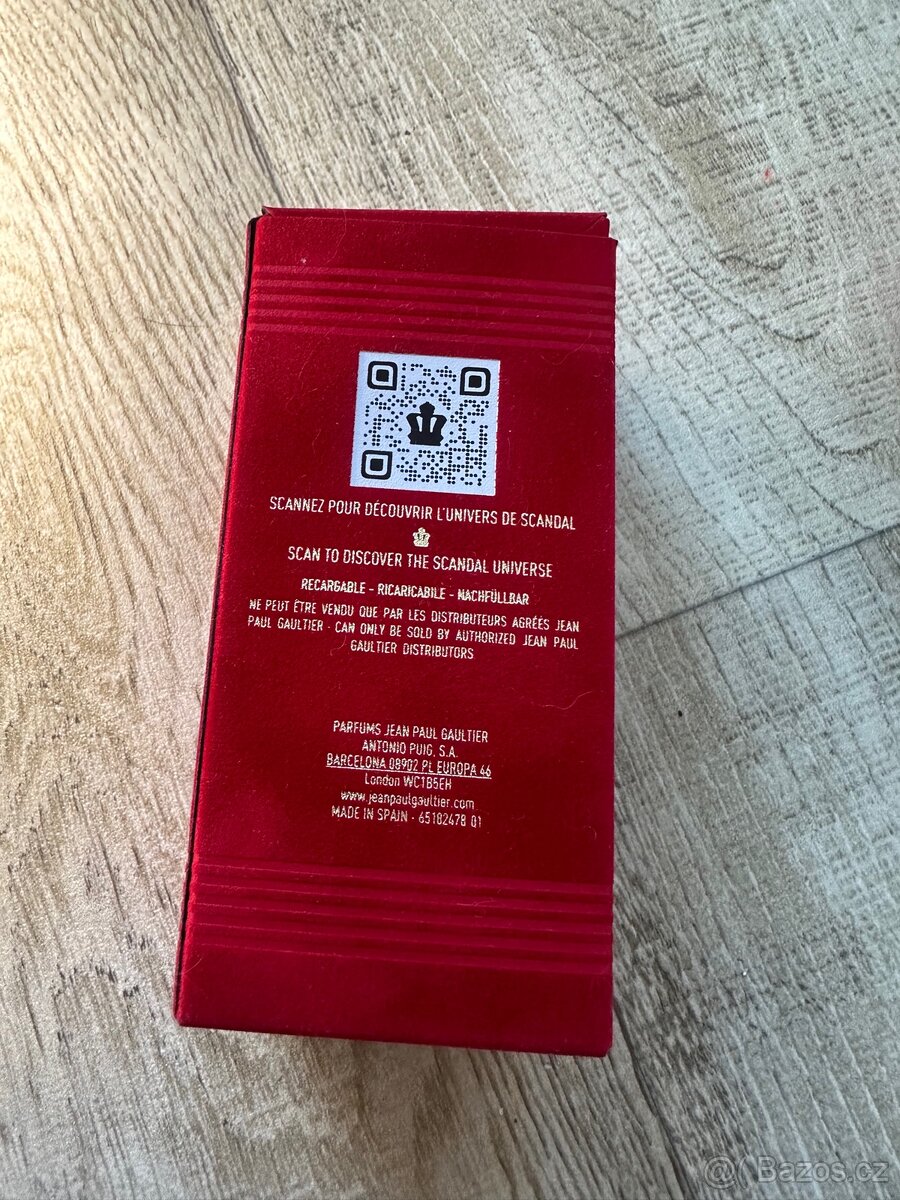 SCANNEZ POUR DÉCOUVRIR L'UNIVERS DE SCANDAL
SCAN TO DISCOVER THE SCANDAL UNIVERSE
RECARGABLE - RICARICABILE - NACHFÜLLBAR
NE PEUT ÊTRE VENDU QUE PAR LES DISTRIBUTEURS AGRÉÉS JEAN
PAUL GAULTIER · CAN ONLY BE SOLD BY AUTHORIZED JEAN PAUL
GAULTIER DISTRIBUTORS
PARFUMS JEAN PAUL GAULTIER
ANTONIO PUIG, S.A.
BARCELONA 08902 PL EUROPA 46
London WC1B5EH
www.jeanpaulgaultier.com
MADE IN SPAIN · 65182478 01
@ Bazos.cz